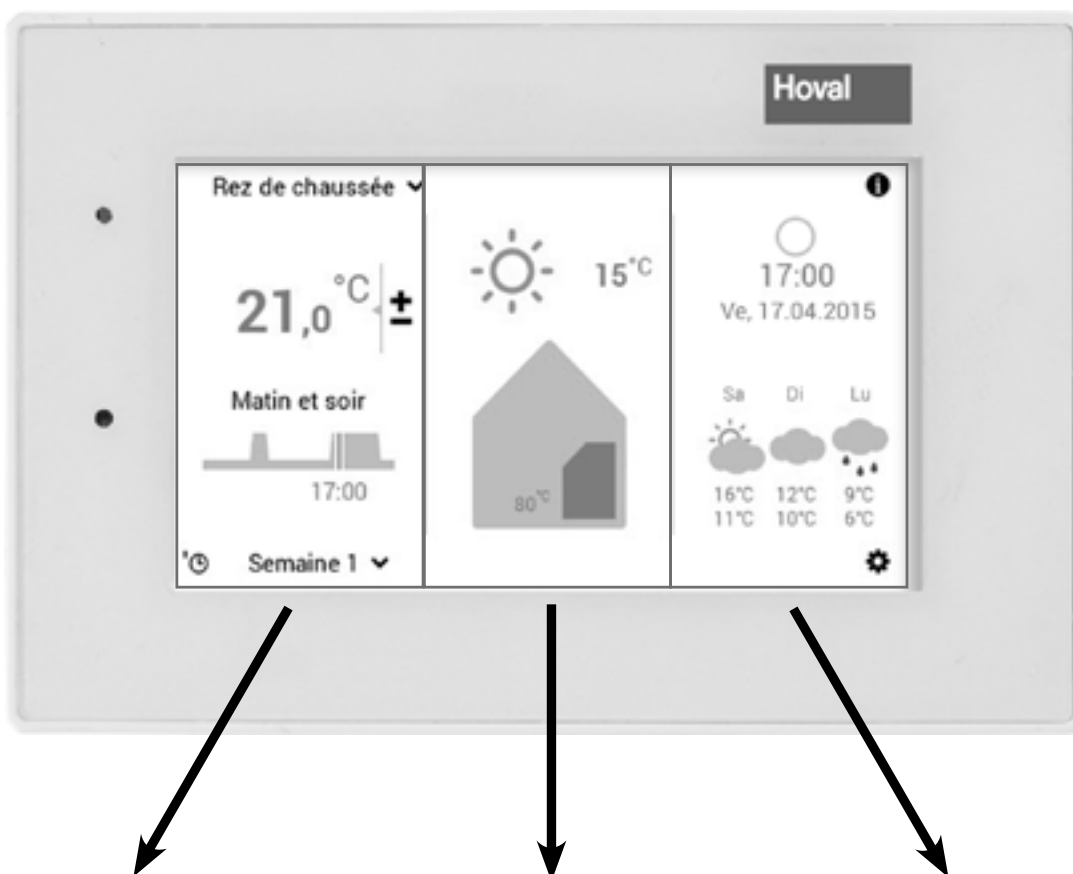 Hoval
Rez de chaussée
21,0 °C
±
Matin et soir
17:00
Semaine 1
15°C
80°C
17:00
Ve, 17.04.2015
Sa Di Lu
16°C 12°C 9°C
11°C 10°C 6°C